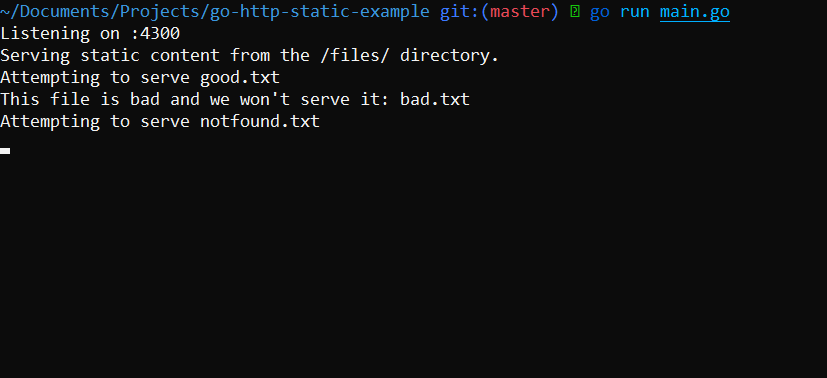 ~/Documents/Projects/go-http-static-example git:(master) go run main.go
Listening on :4300
Serving static content from the /files/ directory.
Attempting to serve good.txt
This file is bad and we won't serve it: bad.txt
Attempting to serve notfound.txt